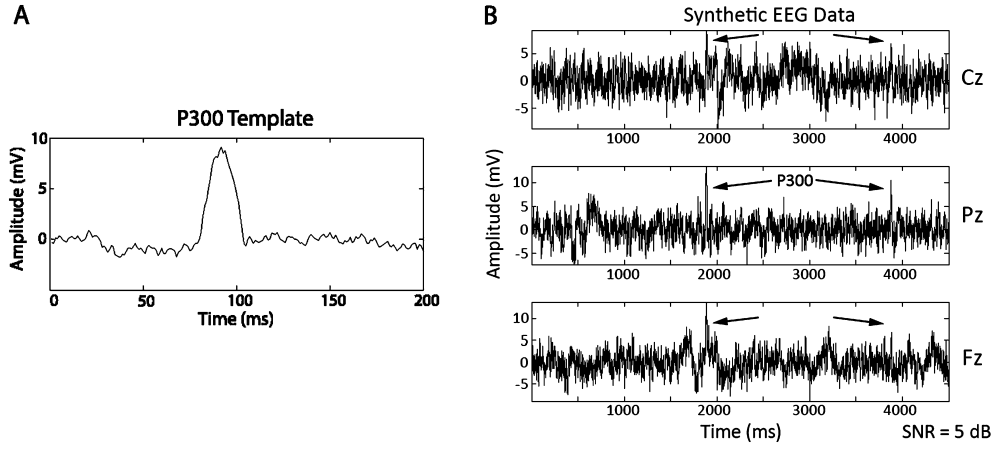 A
P300 Template
Amplitude (mV)
10
5
0
0 50 100 150 200
Time (ms)
B
Synthetic EEG Data
Amplitude (mV)
5
0
-5
1000 2000 3000 4000
Cz
10
5
0
-5
P300
1000 2000 3000 4000
Pz
10
5
0
-5
1000 2000 3000 4000
Fz
Time (ms)
SNR = 5 dB